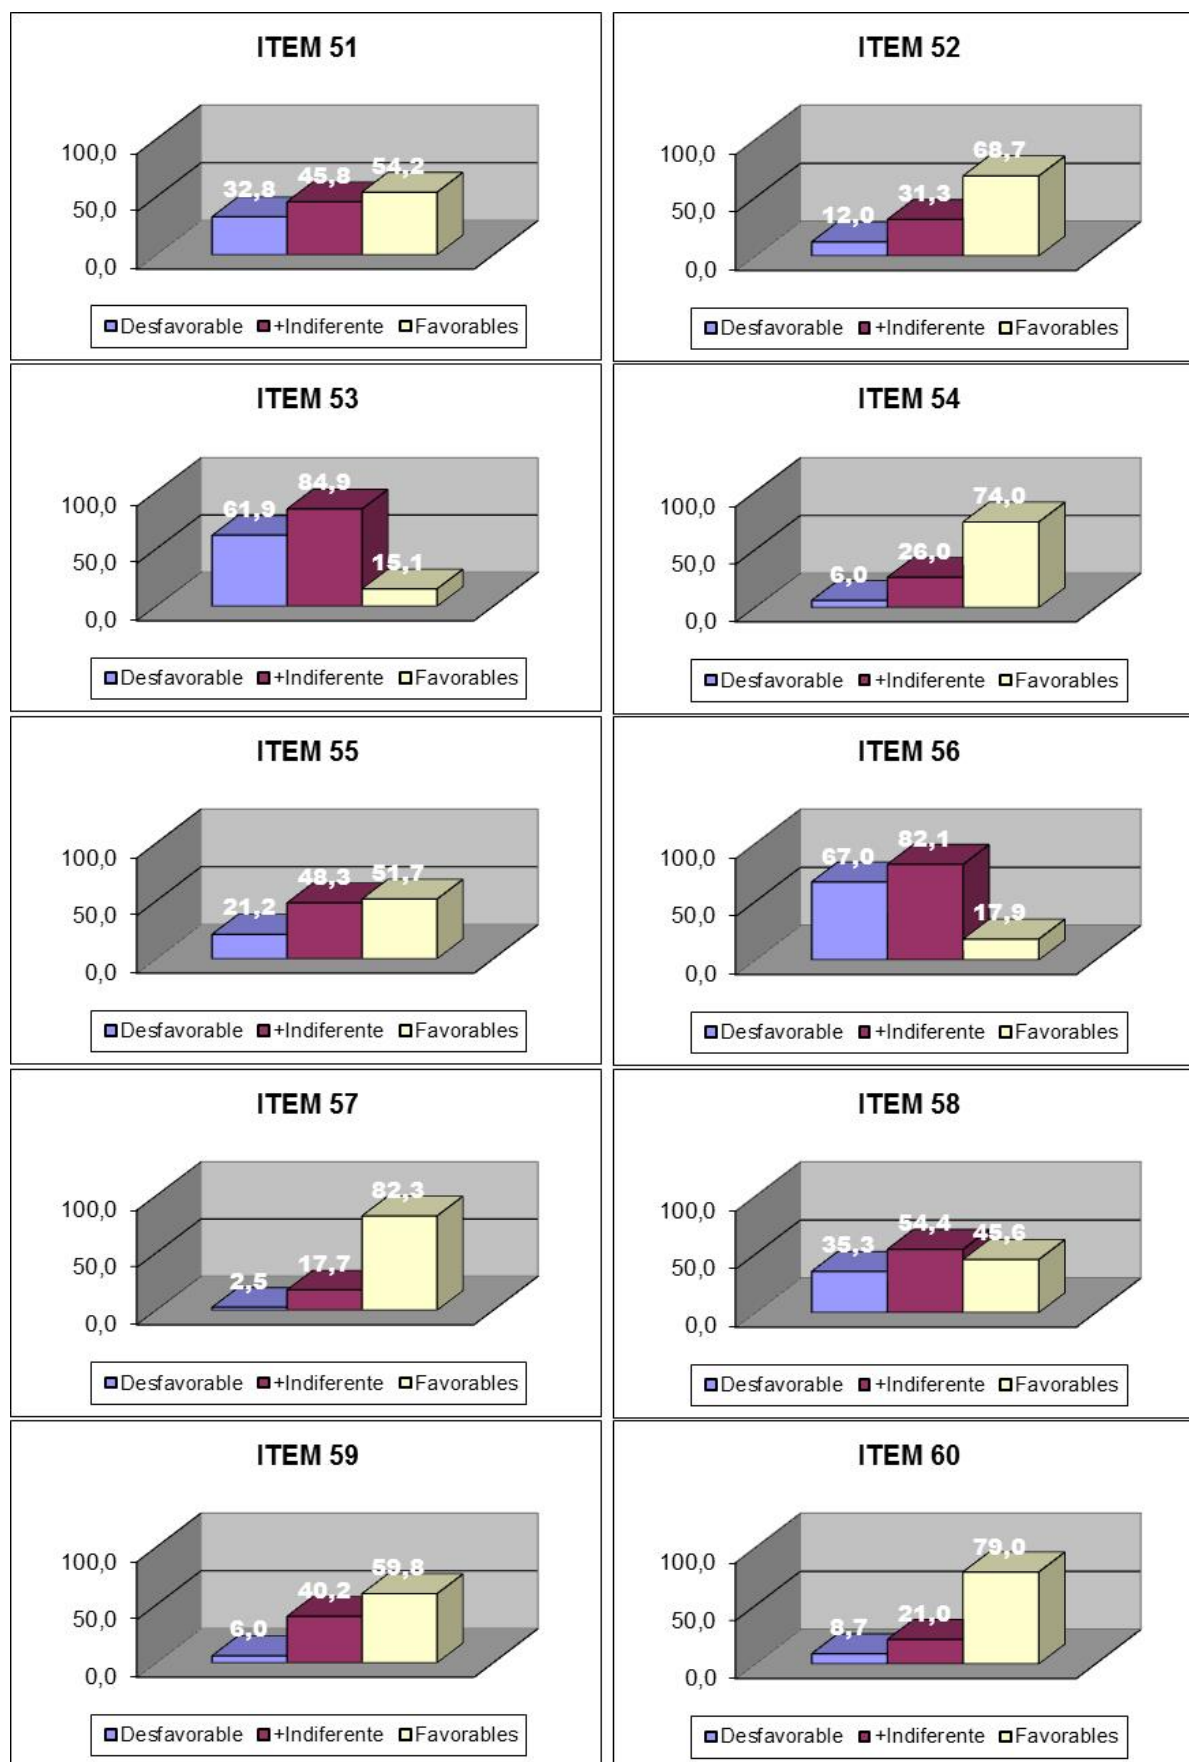 ITEM 51
32,8 45,8 54,2
100,0
50,0
0,0
Desfavorable +Indiferente Favorables
ITEM 52
12,0 31,3 68,7
100,0
50,0
0,0
Desfavorable +Indiferente Favorables
ITEM 53
61,9 84,9 15,1
100,0
50,0
0,0
Desfavorable +Indiferente Favorables
ITEM 54
6,0 26,0 74,0
100,0
50,0
0,0
Desfavorable +Indiferente Favorables
ITEM 55
21,2 48,3 51,7
100,0
50,0
0,0
Desfavorable +Indiferente Favorables
ITEM 56
67,0 82,1 17,9
100,0
50,0
0,0
Desfavorable +Indiferente Favorables
ITEM 57
2,5 17,7 82,3
100,0
50,0
0,0
Desfavorable +Indiferente Favorables
ITEM 58
35,3 54,4 45,6
100,0
50,0
0,0
Desfavorable +Indiferente Favorables
ITEM 59
6,0 40,2 59,8
100,0
50,0
0,0
Desfavorable +Indiferente Favorables
ITEM 60
8,7 21,0 79,0
100,0
50,0
0,0
Desfavorable +Indiferente Favorables